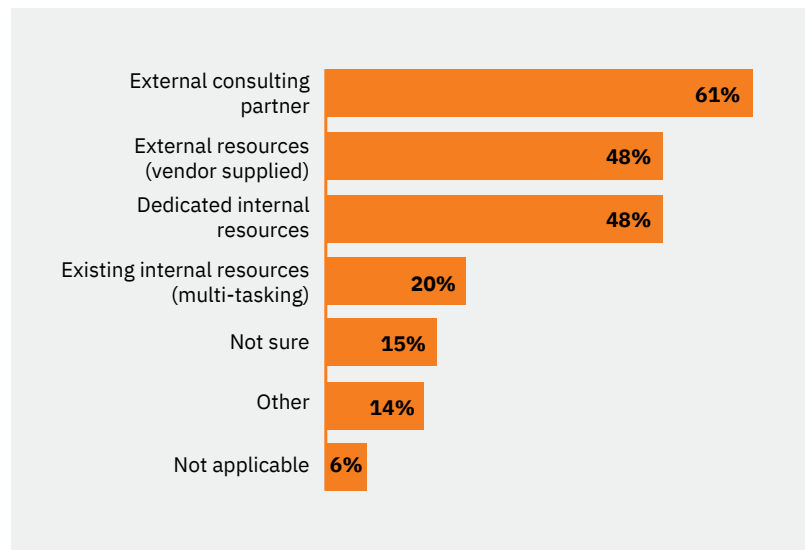 External consulting
partner
61%
External resources
(vendor supplied)
48%
Dedicated internal
resources
48%
Existing internal resources
(multi-tasking)
20%
Not sure
15%
Other
14%
Not applicable
6%